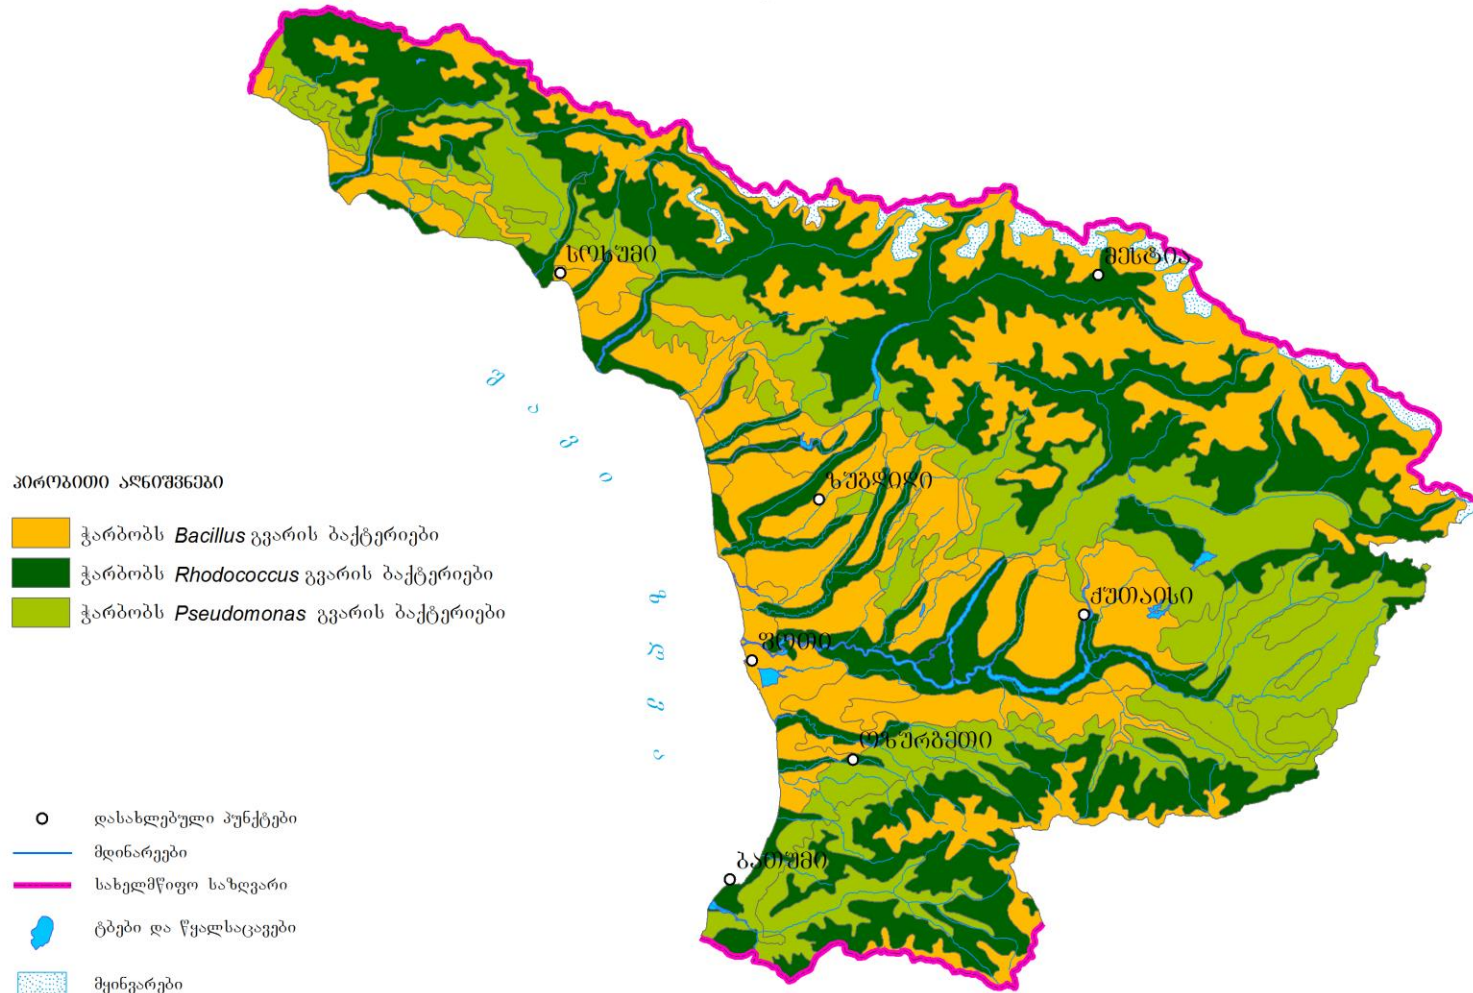 სოხუმი
მესტია
შავი
ზღვა
ზუგდიდი
ქუთაისი
ფოთი
ოზურგეთი
ბათუმი
პირობითი აღნიშვნები
ჭარბობს Bacillus გვარის ბაქტერიები
ჭარბობს Rhodococcus გვარის ბაქტერიები
ჭარბობს Pseudomonas გვარის ბაქტერიები
დასახლებული პუნქტები
მდინარეები
სახელმწიფო საზღვარი
ტბები და წყალსაცავები
მყინვარები